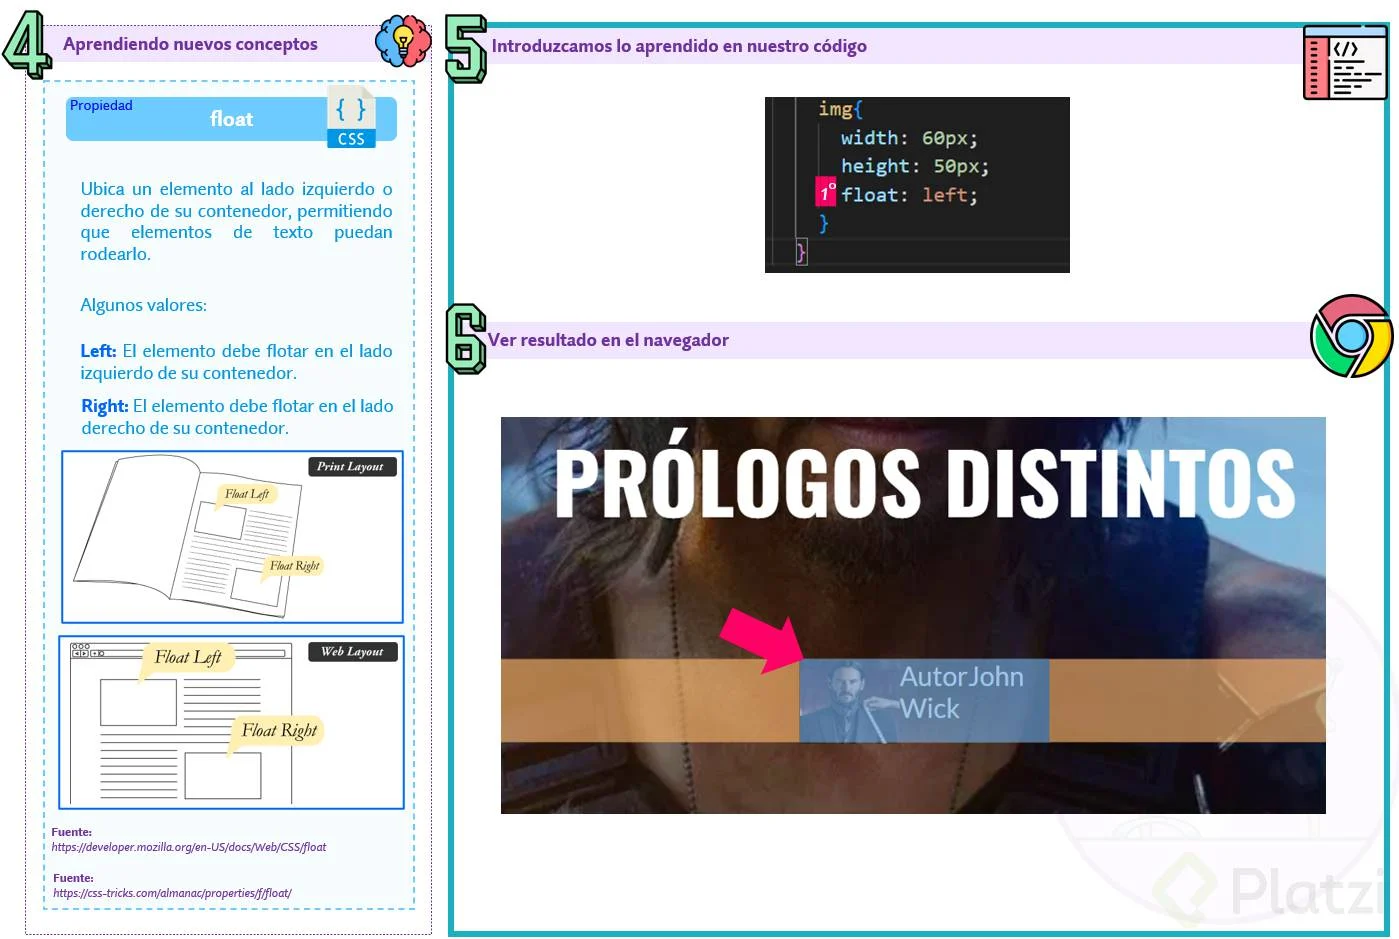 4
Aprendiendo nuevos conceptos
Propiedad
float
{ }
CSS
Ubica un elemento al lado izquierdo o
derecho de su contenedor, permitiendo
que elementos de texto puedan
rodearlo.
Algunos valores:
Left: El elemento debe flotar en el lado
izquierdo de su contenedor.
Right: El elemento debe flotar en el lado
derecho de su contenedor.
Print Layout
Float Left
Float Right
Web Layout
Float Left
Float Right
Fuente:
https://developer.mozilla.org/en-US/docs/Web/CSS/float
Fuente:
https://css-tricks.com/almanac/properties/f/float/
5
Introduzcamos lo aprendido en nuestro código
</>
img{
width: 60px;
height: 50px;
1° float: left;
}
}
6
Ver resultado en el navegador
PRÓLOGOS DISTINTOS
AutorJohn
Wick
Platzi